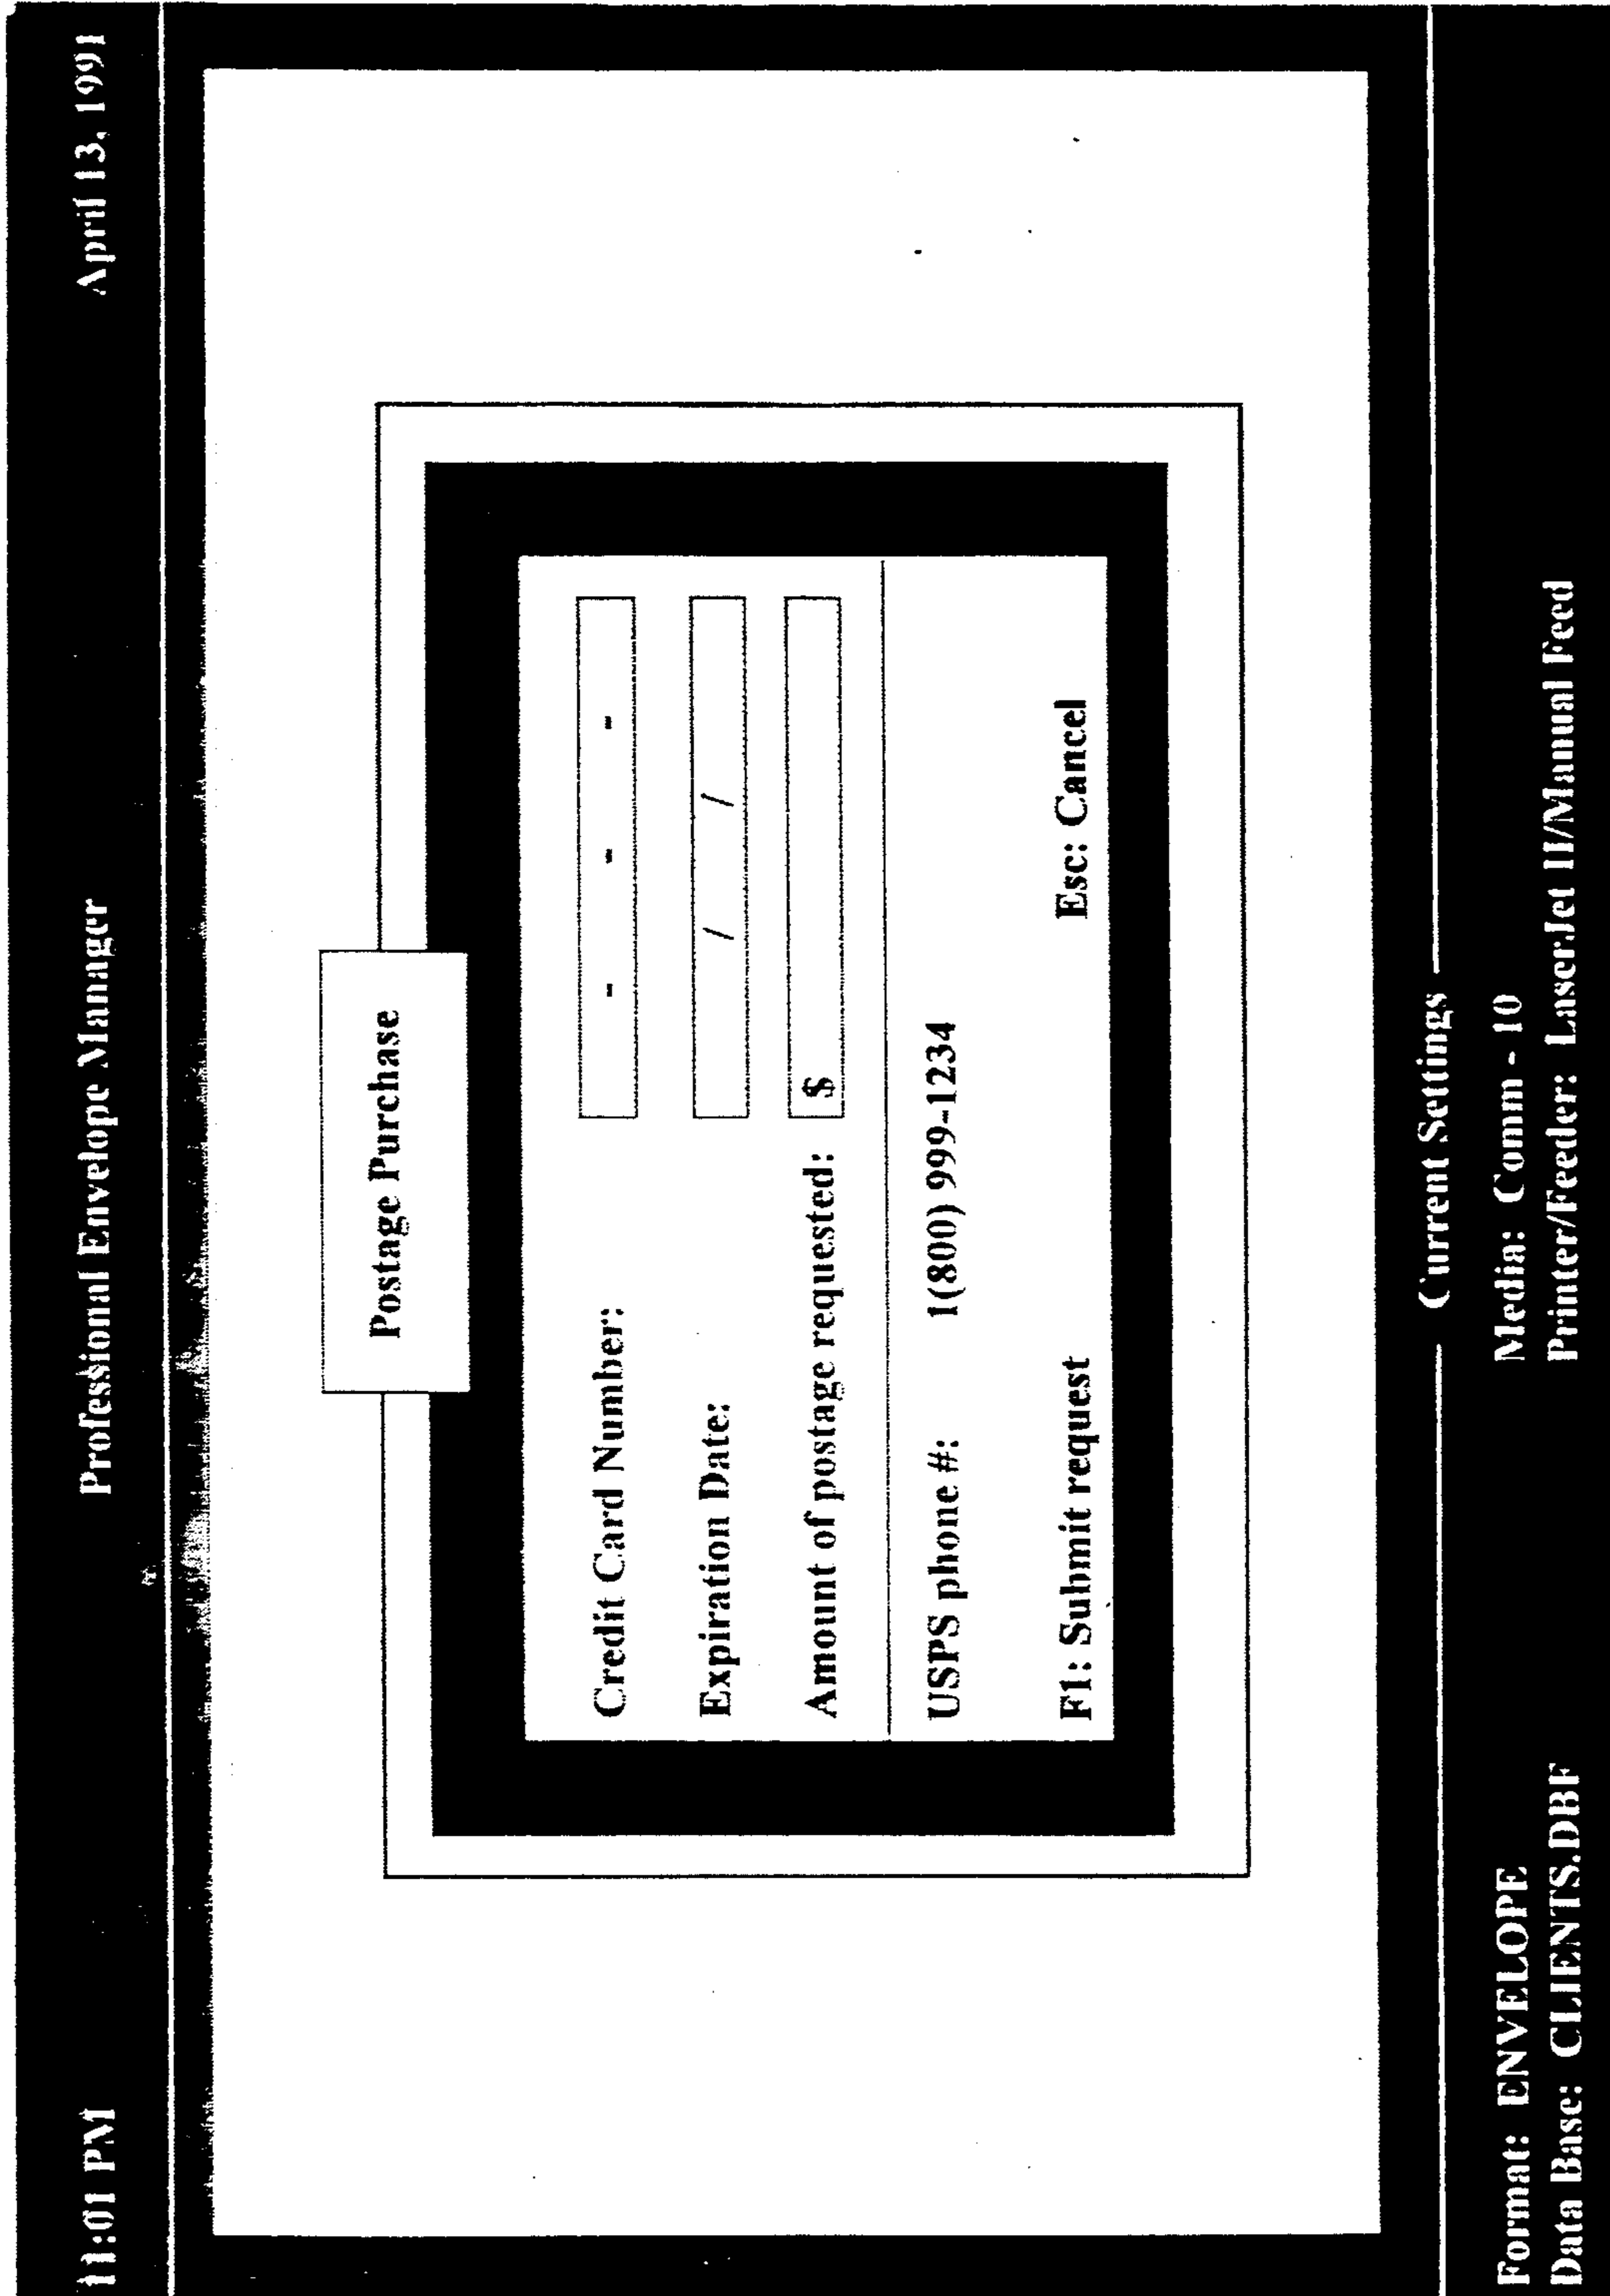 11:01 PM Professional Envelope Manager April 13, 1991
Postage Purchase
Credit Card Number: - - -
Expiration Date: / /
Amount of postage requested: $
USPS phone #: 1(800) 999-1234
F1: Submit request Esc: Cancel
Current Settings
Format: ENVELOPE Media: Comm - 10
Data Base: CLIENTS.DBF Printer/Feeder: LaserJet II/Manual Feed